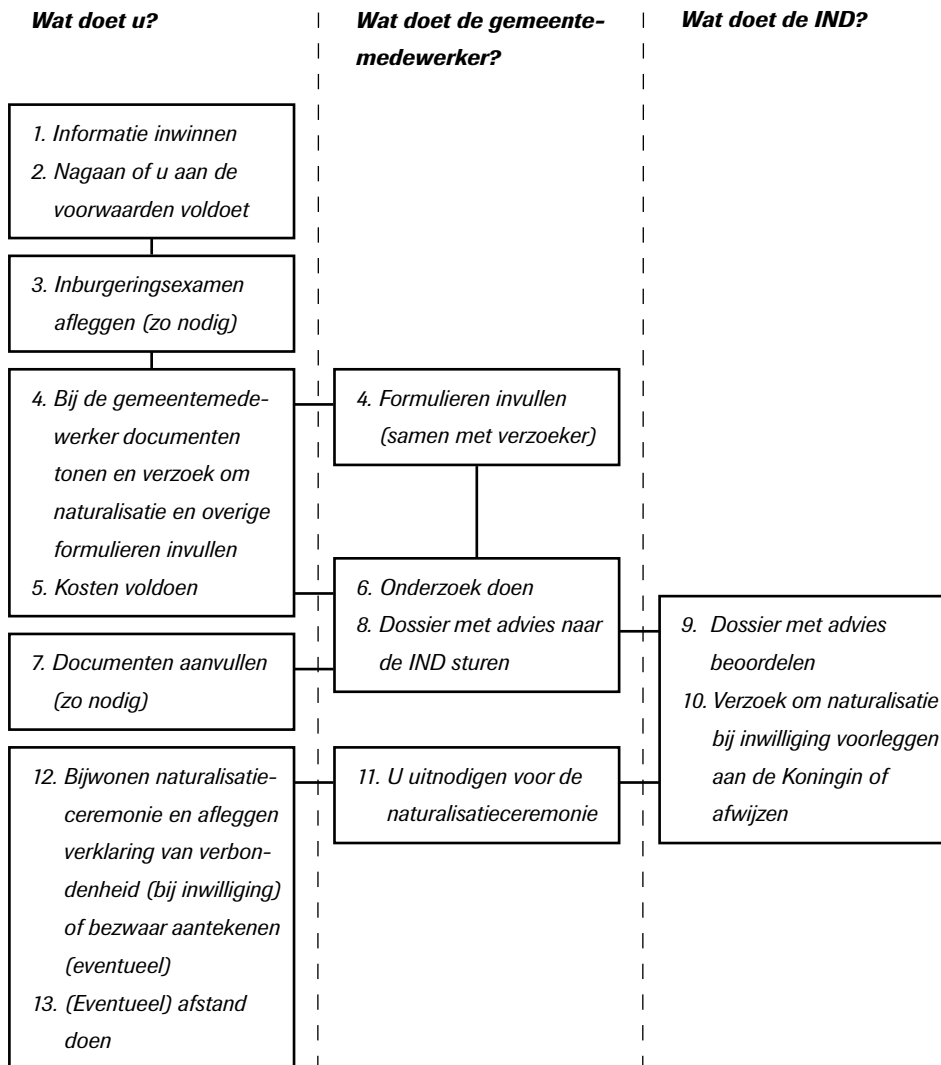 Wat doet u?
Wat doet de gemeente-
medewerker?
Wat doet de IND?
1. Informatie inwinnen
2. Nagaan of u aan de
voorwaarden voldoet
3. Inburgeringsexamen
afleggen (zo nodig)
4. Bij de gemeentemede-
werker documenten
tonen en verzoek om
naturalisatie en overige
formulieren invullen
5. Kosten voldoen
4. Formulieren invullen
(samen met verzoeker)
6. Onderzoek doen
8. Dossier met advies naar
de IND sturen
7. Documenten aanvullen
(zo nodig)
9. Dossier met advies
beoordelen
10. Verzoek om naturalisatie
bij inwilliging voorleggen
aan de Koningin of
afwijzen
11. U uitnodigen voor de
naturalisatieceremonie
12. Bijwonen naturalisatie-
ceremonie en afleggen
verklaring van verbon-
denheid (bij inwilliging)
of bezwaar aantekenen
(eventueel)
13. (Eventueel) afstand
doen